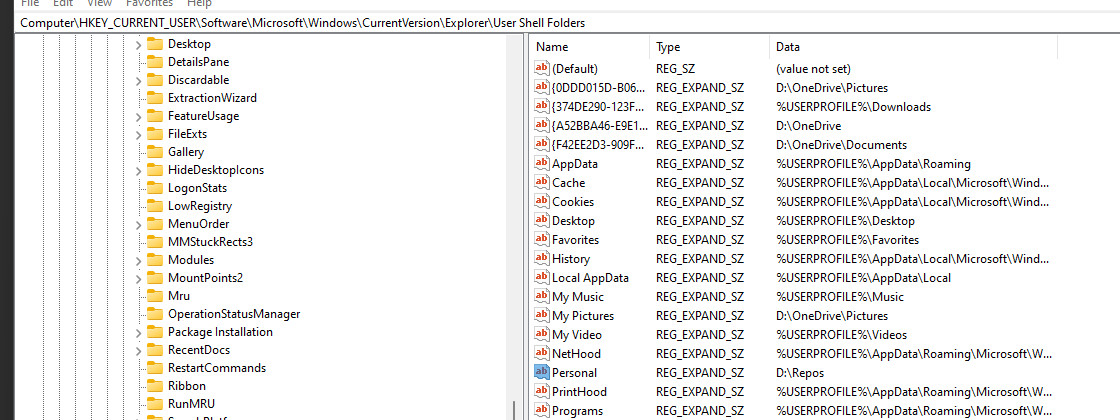 File Edit View Favorites Help
Computer\HKEY_CURRENT_USER\Software\Microsoft\Windows\CurrentVersion\Explorer\User Shell Folders
Desktop
DetailsPane
Discardable
ExtractionWizard
FeatureUsage
FileExts
Gallery
HideDesktopIcons
LogonStats
LowRegistry
MenuOrder
MMStuckRects3
Modules
MountPoints2
Mru
OperationStatusManager
Package Installation
RecentDocs
RestartCommands
Ribbon
RunMRU
Name Type Data
(Default) REG_SZ (value not set)
{0DDD015D-B06... REG_EXPAND_SZ D:\OneDrive\Pictures
{374DE290-123F... REG_EXPAND_SZ %USERPROFILE%\Downloads
{A52BBA46-E9E1... REG_EXPAND_SZ D:\OneDrive
{F42EE2D3-909F... REG_EXPAND_SZ D:\OneDrive\Documents
AppData REG_EXPAND_SZ %USERPROFILE%\AppData\Roaming
Cache REG_EXPAND_SZ %USERPROFILE%\AppData\Local\Microsoft\Wind...
Cookies REG_EXPAND_SZ %USERPROFILE%\AppData\Local\Microsoft\Wind...
Desktop REG_EXPAND_SZ %USERPROFILE%\Desktop
Favorites REG_EXPAND_SZ %USERPROFILE%\Favorites
History REG_EXPAND_SZ %USERPROFILE%\AppData\Local\Microsoft\Wind...
Local AppData REG_EXPAND_SZ %USERPROFILE%\AppData\Local
My Music REG_EXPAND_SZ %USERPROFILE%\Music
My Pictures REG_EXPAND_SZ D:\OneDrive\Pictures
My Video REG_EXPAND_SZ %USERPROFILE%\Videos
NetHood REG_EXPAND_SZ %USERPROFILE%\AppData\Roaming\Microsoft\W...
Personal REG_EXPAND_SZ D:\Repos
PrintHood REG_EXPAND_SZ %USERPROFILE%\AppData\Roaming\Microsoft\W...
Programs REG_EXPAND_SZ %USERPROFILE%\AppData\Roaming\Microsoft\W...